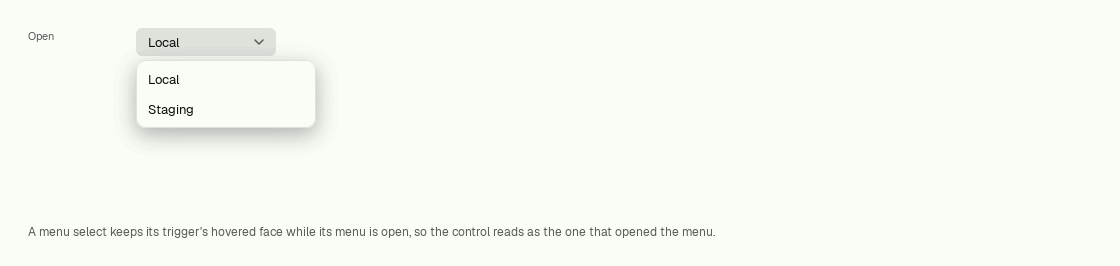 Open
Local
Local
Staging
A menu select keeps its trigger's hovered face while its menu is open, so the control reads as the one that opened the menu.